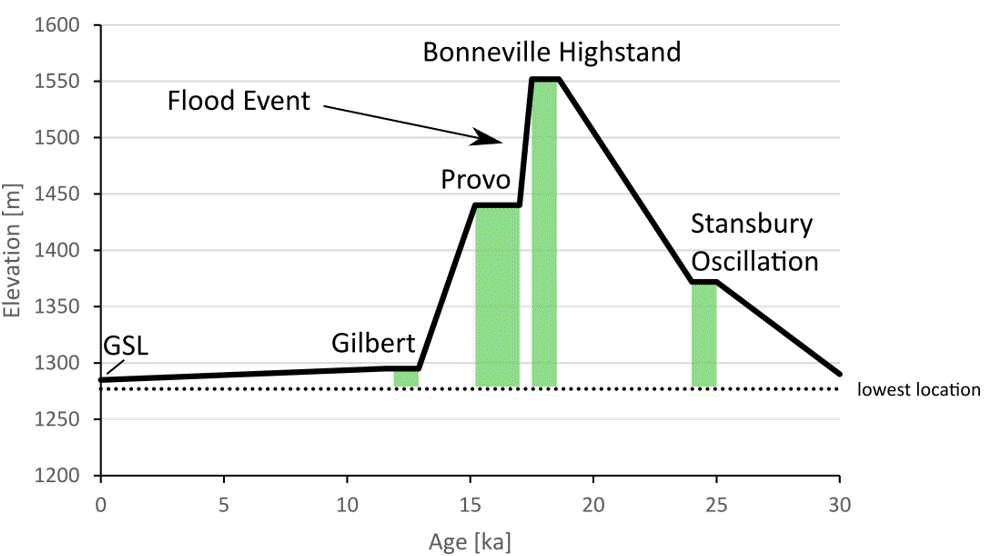 1600
Bonneville Highstand
1550
Flood Event
1500
Provo
1450
Stansbury
Oscillation
1400
1350
Gilbert
GSL
1300
lowest location
1250
1200
Elevation [m]
0 5 10 15 20 25 30
Age [ka]